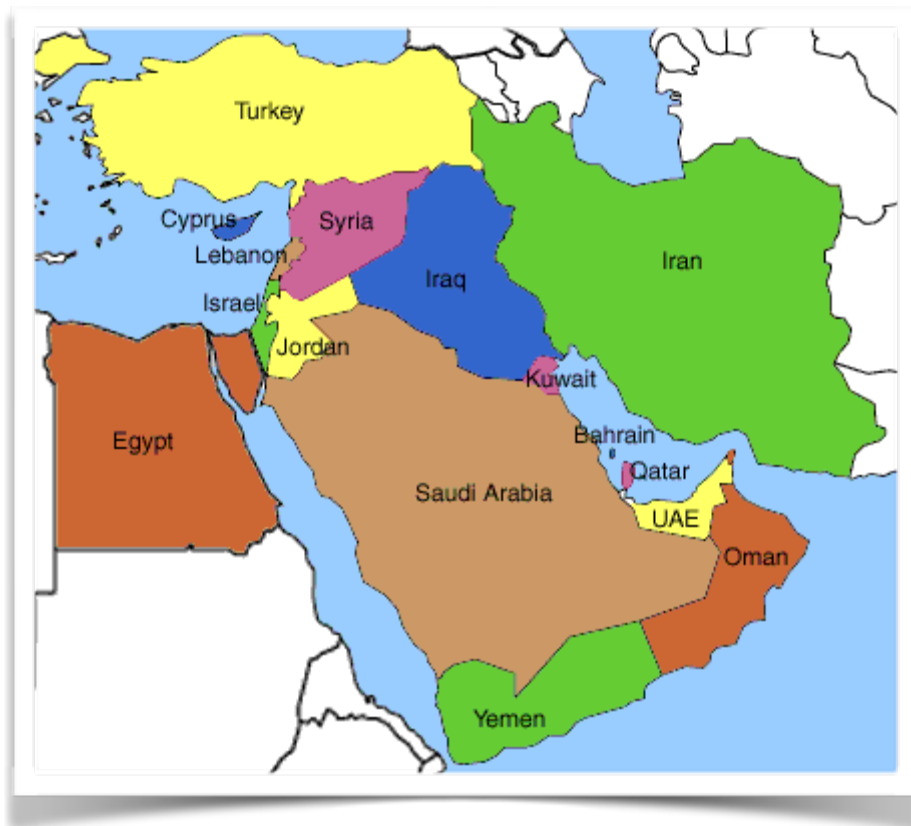 Turkey
Cyprus
Syria
Lebanon
Iraq
Iran
Israel
Jordan
Kuwait
Egypt
Bahrain
Qatar
Saudi Arabia
UAE
Oman
Yemen